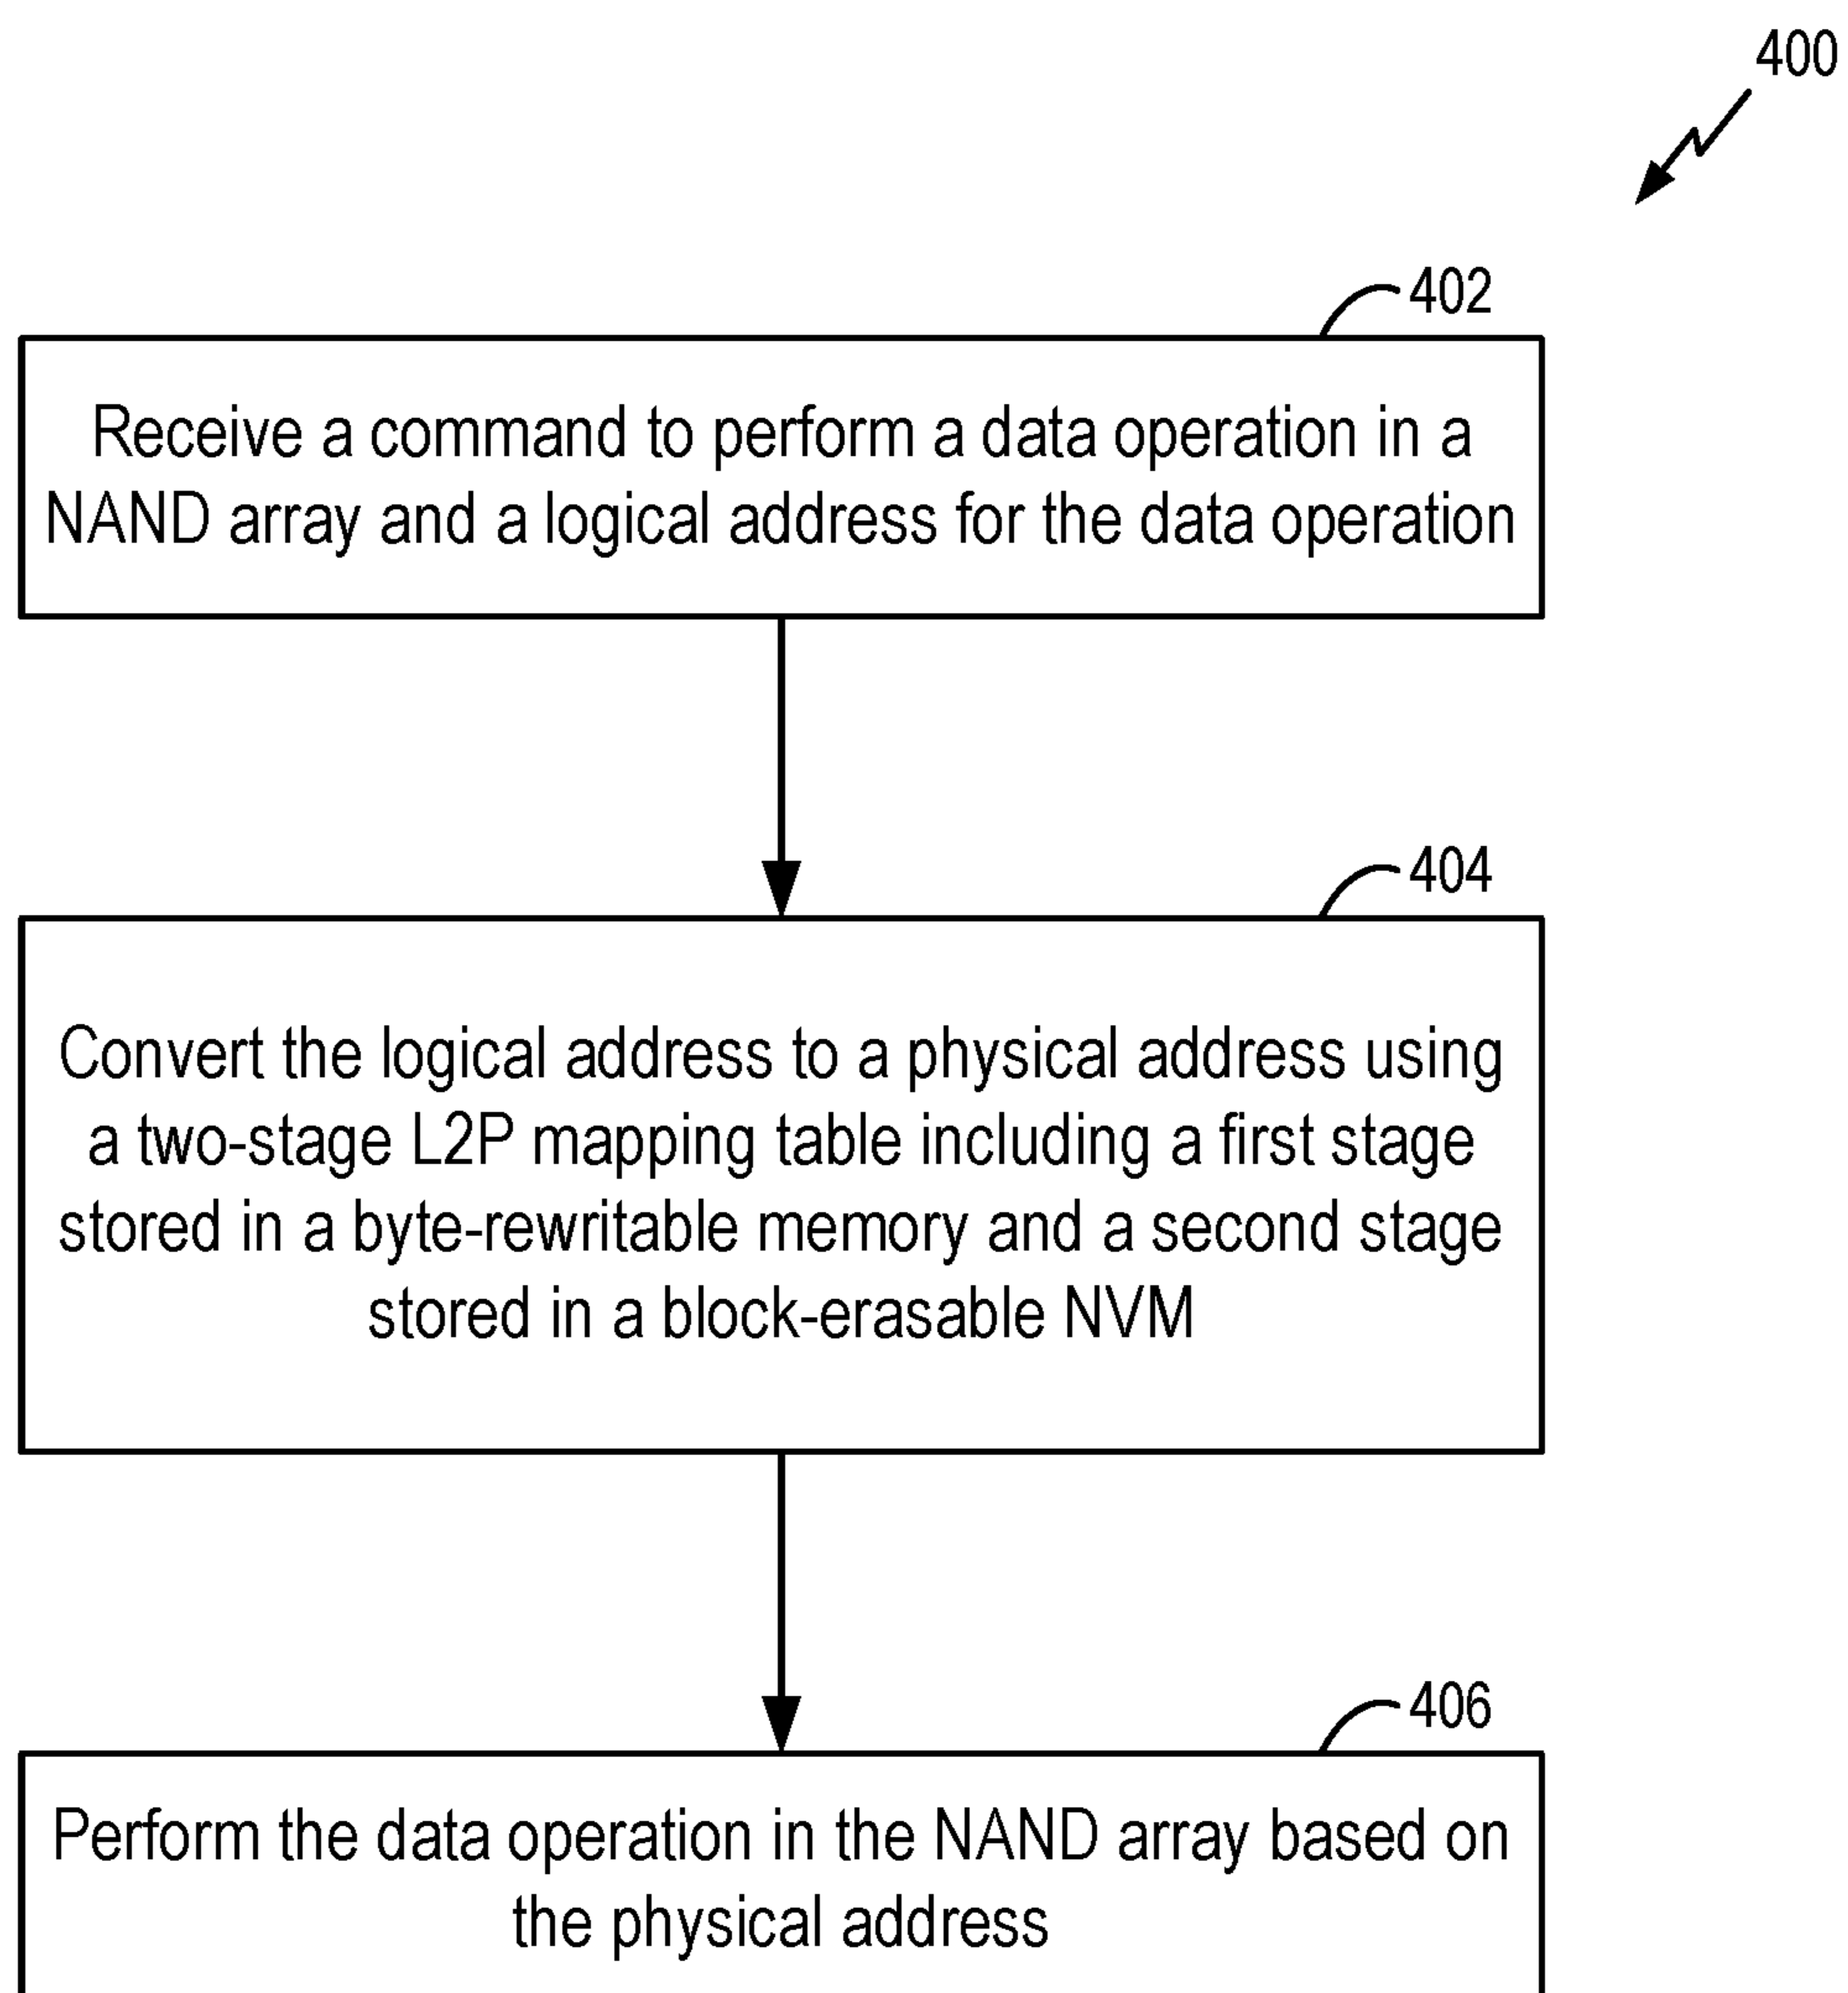 400
402
Receive a command to perform a data operation in a
NAND array and a logical address for the data operation
404
Convert the logical address to a physical address using
a two-stage L2P mapping table including a first stage
stored in a byte-rewritable memory and a second stage
stored in a block-erasable NVM
406
Perform the data operation in the NAND array based on
the physical address